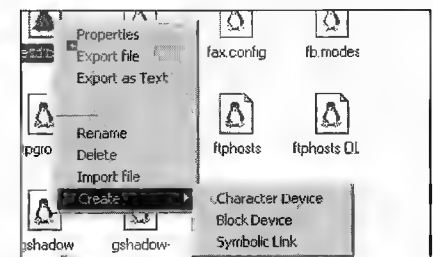 Properties
Export file
fax.config
fb.modes
Export as Text
Rename
Delete
ftphosts
ftphosts OL
Import file
Create
Character Device
Block Device
Symbolic Link
gshadow
gshadow-